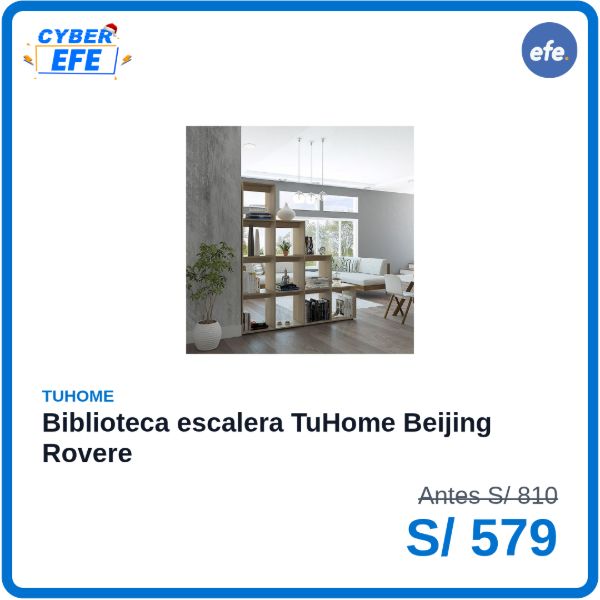 CYBER
EFE
efe.
TUHOME
Biblioteca escalera TuHome Beijing
Rovere
Antes S/ 810
S/ 579